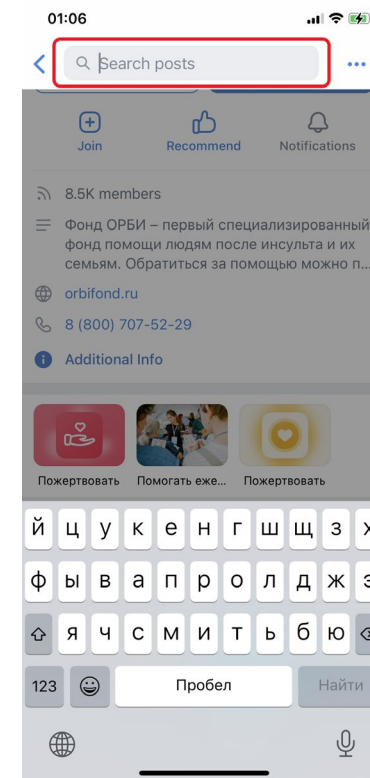 01:06
Search posts
Join
Recommend
Notifications
8.5K members
Фонд ОРБИ – первый специализированный
фонд помощи людям после инсульта и их
семьям. Обратиться за помощью можно п...
orbifond.ru
8 (800) 707-52-29
Additional Info
Пожертвовать Помогать еже... Пожертвовать
й ц у к е н г ш щ з х
ф ы в а п р о л д ж э
я ч с м и т ь б ю
123 Пробел Найти